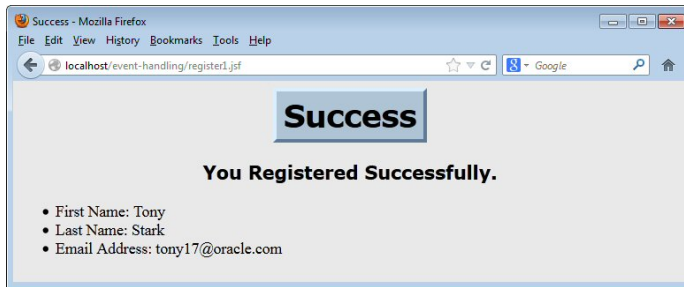 Success - Mozilla Firefox
File Edit View History Bookmarks Tools Help
localhost/event-handling/register1.jsf
Google
Success
You Registered Successfully.
First Name: Tony
Last Name: Stark
Email Address: tony17@oracle.com